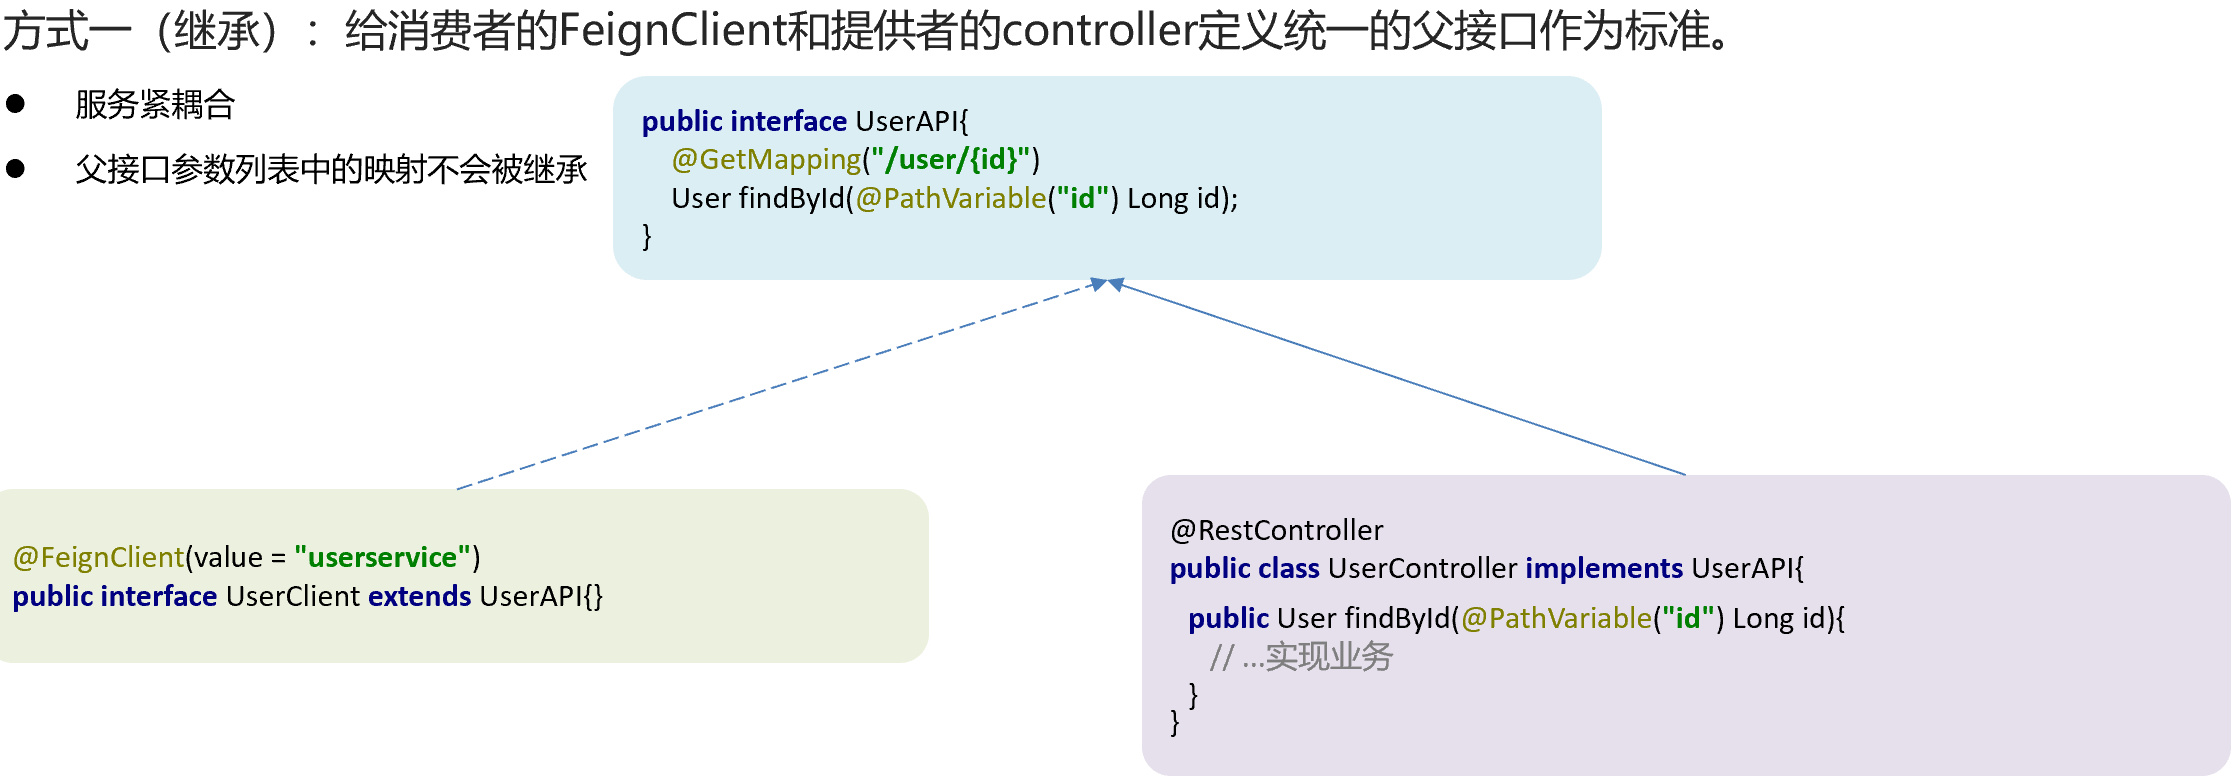 方式一（继承）：给消费者的FeignClient和提供者的controller定义统一的父接口作为标准。
● 服务紧耦合
● 父接口参数列表中的映射不会被继承
public interface UserAPI{
@GetMapping("/user/{id}")
User findById(@PathVariable("id") Long id);
}
@FeignClient(value = "userservice")
public interface UserClient extends UserAPI{}
@RestController
public class UserController implements UserAPI{
public User findById(@PathVariable("id") Long id){
// ...实现业务
}
}